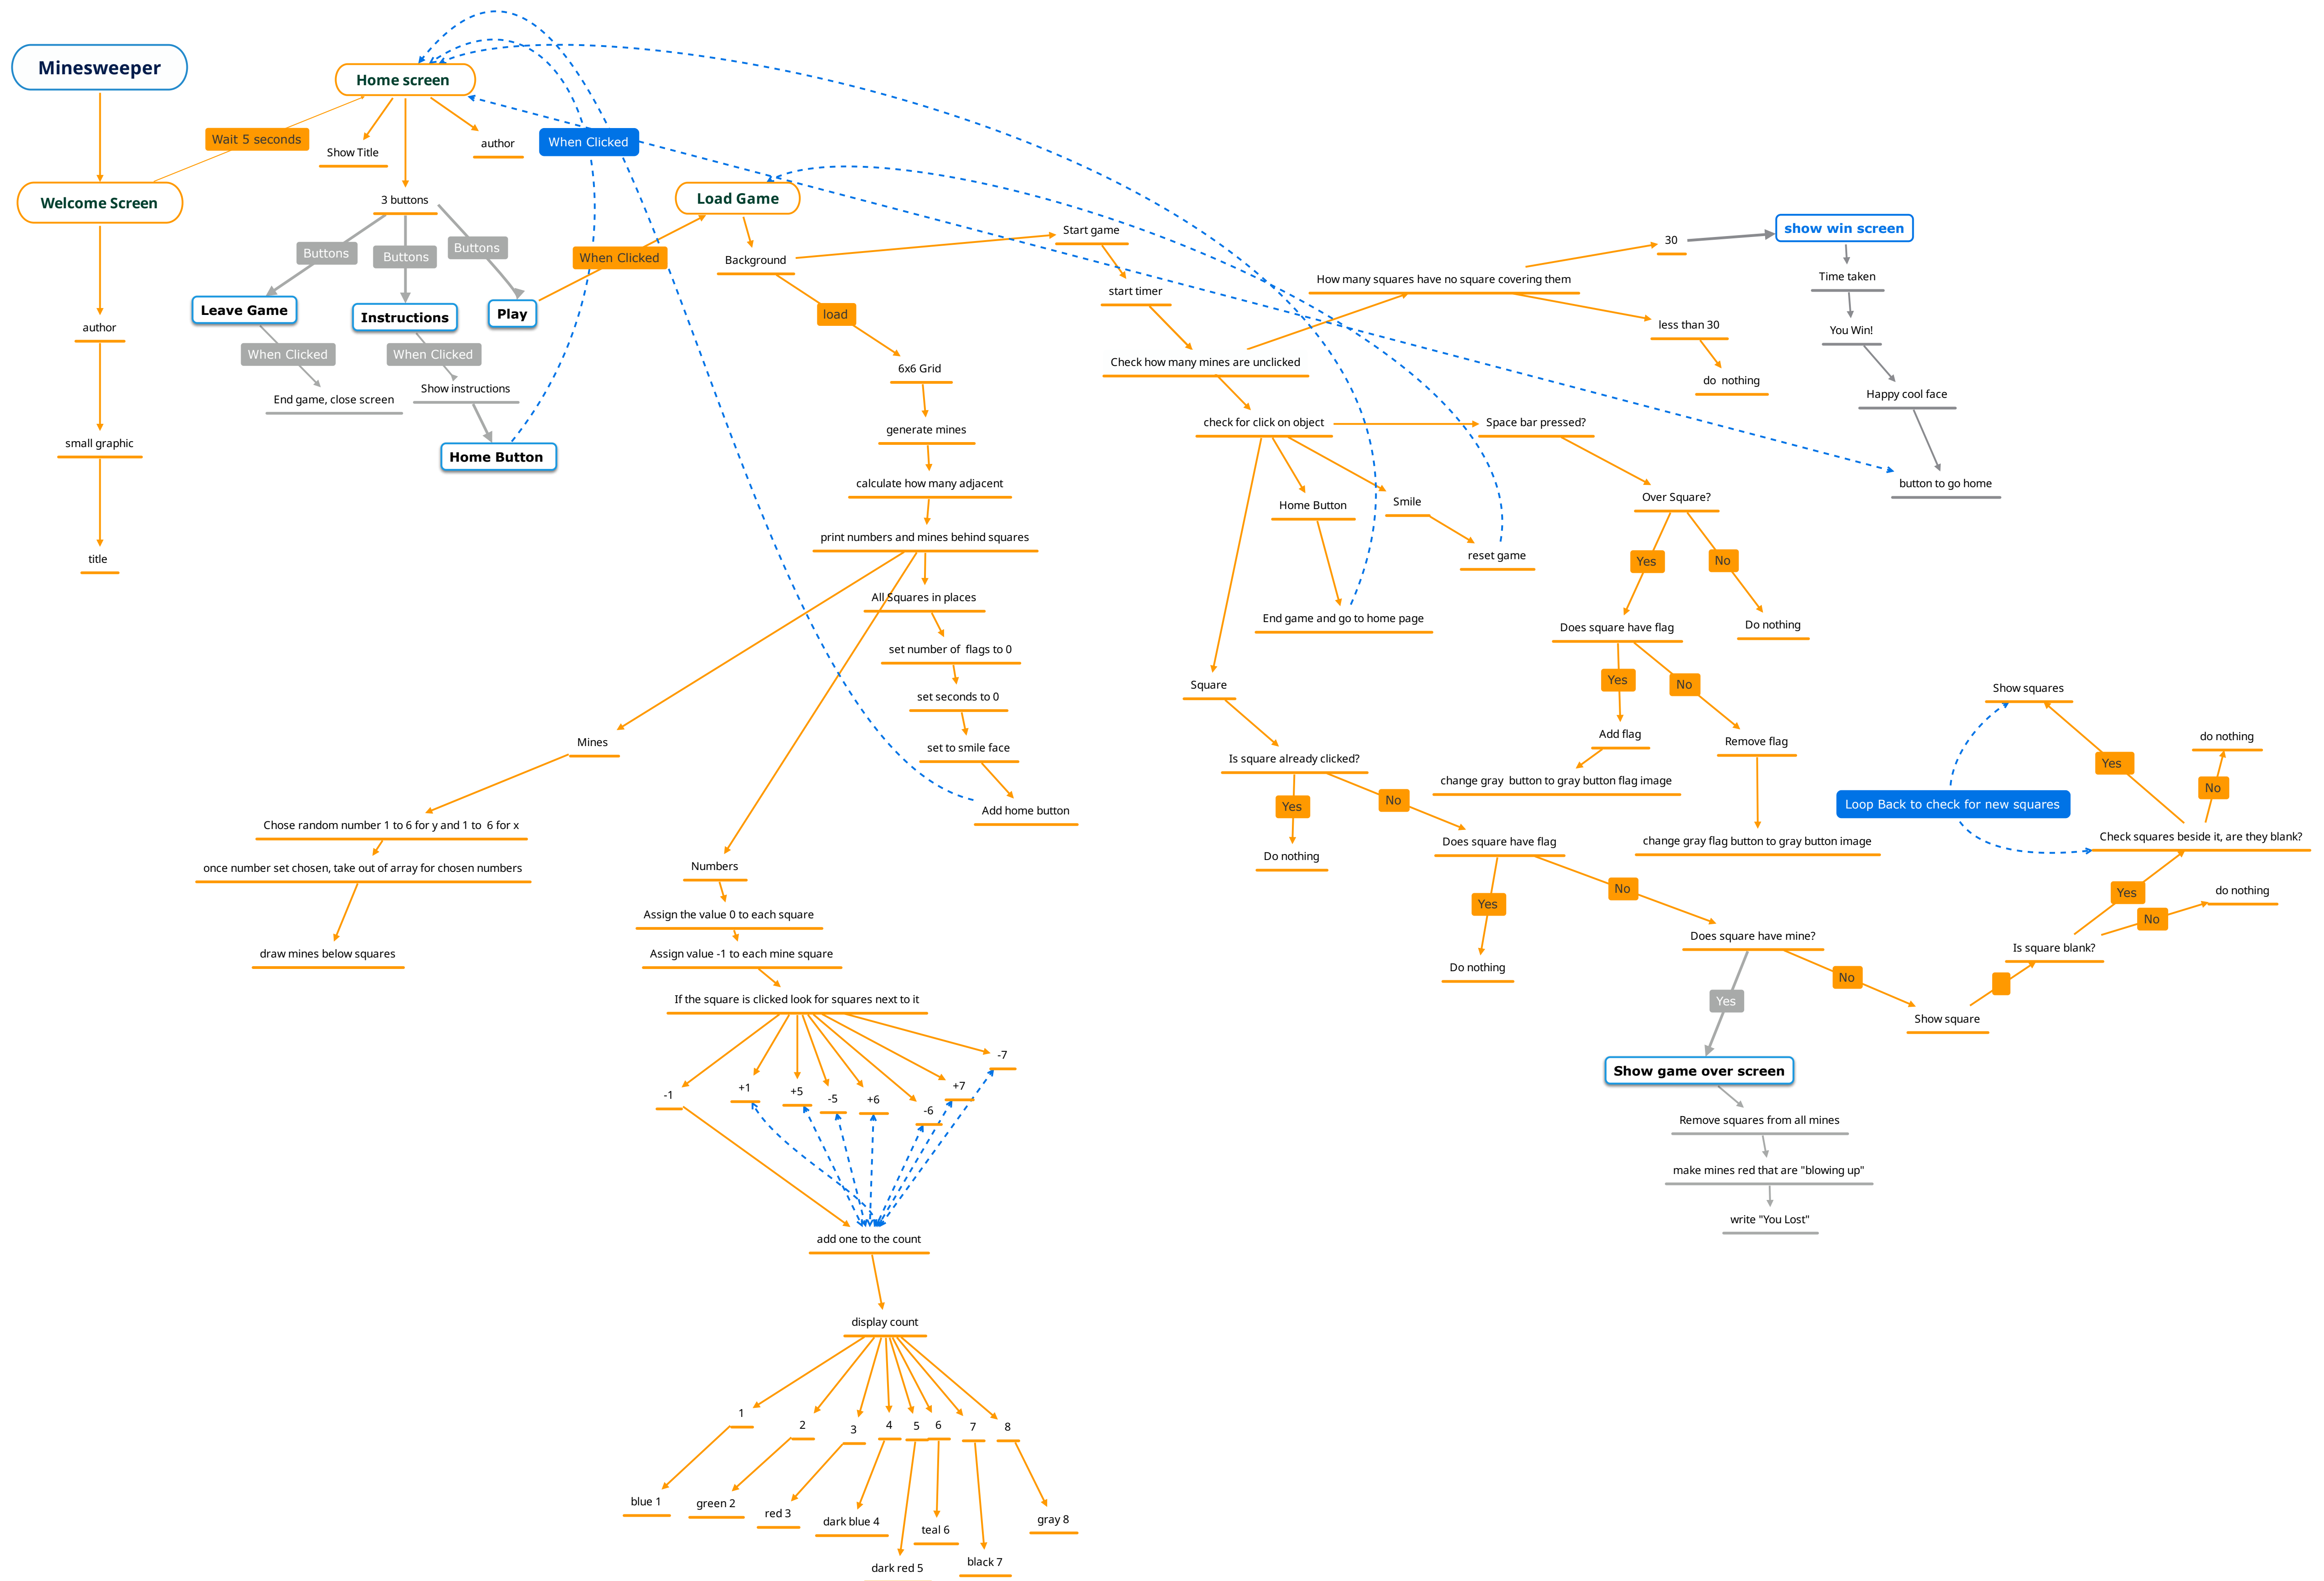 Minesweeper
Home screen
Wait 5 seconds
Show Title
author
When Clicked
Welcome Screen
3 buttons
Load Game
Buttons
Buttons
Buttons
When Clicked
Background
Start game
30
show win screen
Leave Game
Instructions
Play
load
start timer
How many squares have no square covering them
Time taken
author
When Clicked
When Clicked
less than 30
You Win!
End game, close screen
Show instructions
6x6 Grid
Check how many mines are unclicked
do  nothing
Happy cool face
small graphic
Home Button
generate mines
check for click on object
Space bar pressed?
calculate how many adjacent
Home Button
Smile
Over Square?
button to go home
title
print numbers and mines behind squares
reset game
Yes
No
All Squares in places
End game and go to home page
Does square have flag
Do nothing
set number of  flags to 0
set seconds to 0
Square
Yes
No
Show squares
Mines
set to smile face
Is square already clicked?
Add flag
Remove flag
do nothing
change gray  button to gray button flag image
Yes
No
Chose random number 1 to 6 for y and 1 to  6 for x
Add home button
Yes
No
Loop Back to check for new squares
once number set chosen, take out of array for chosen numbers
Numbers
Do nothing
Does square have flag
change gray flag button to gray button image
Check squares beside it, are they blank?
Assign the value 0 to each square
Yes
No
Yes
No
do nothing
draw mines below squares
Assign value -1 to each mine square
Do nothing
Does square have mine?
Is square blank?
If the square is clicked look for squares next to it
Yes
No
Show square
-1
+1
+5
-5
+6
-6
+7
-7
Show game over screen
Remove squares from all mines
make mines red that are "blowing up"
write "You Lost"
add one to the count
display count
1
2
3
4
5
6
7
8
blue 1
green 2
red 3
dark blue 4
dark red 5
teal 6
black 7
gray 8